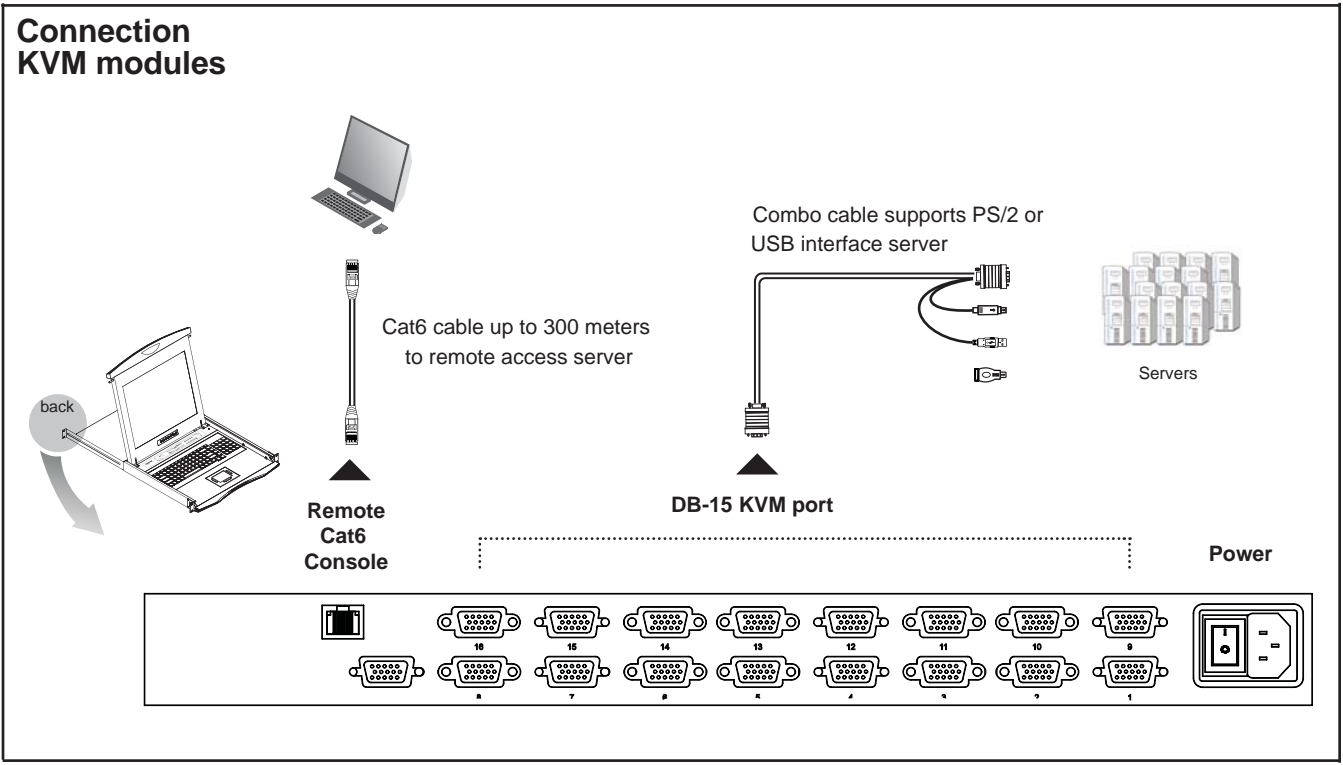 Connection
KVM modules
Combo cable supports PS/2 or
USB interface server
Cat6 cable up to 300 meters
to remote access server
Servers
back
Remote
Cat6
Console
DB-15 KVM port
Power
16 15 14 13 12 11 10 9
8 7 6 5 4 3 2 1